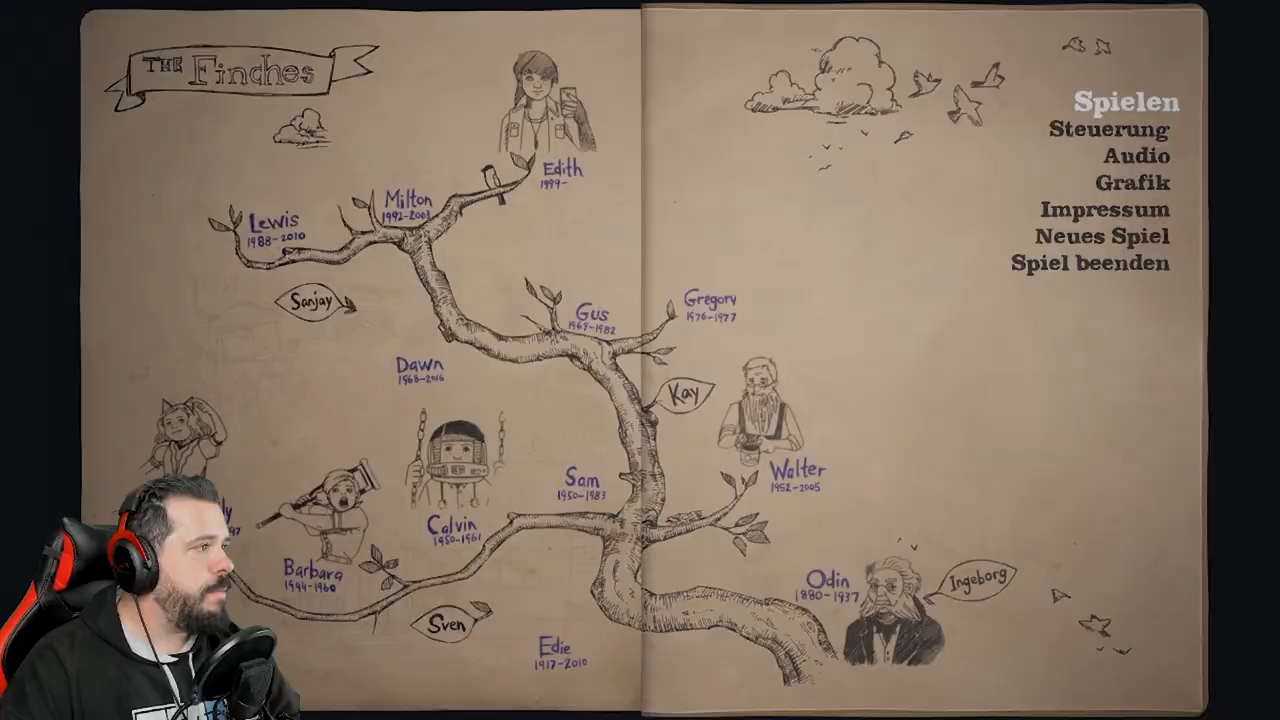 THE Finches
Spielen
Steuerung
Audio
Grafik
Impressum
Neues Spiel
Spiel beenden
Edith
1999-
Milton
1992-2003
Lewis
1988-2010
Sanjay
Gus
1969-1982
Gregory
1976-1977
Dawn
1968-2016
Kay
Walter
1952-2005
Sam
1950-1983
Calvin
1950-1961
Barbara
1944-1960
Sven
Odin
1880-1937
Ingeborg
Edie
1917-2010